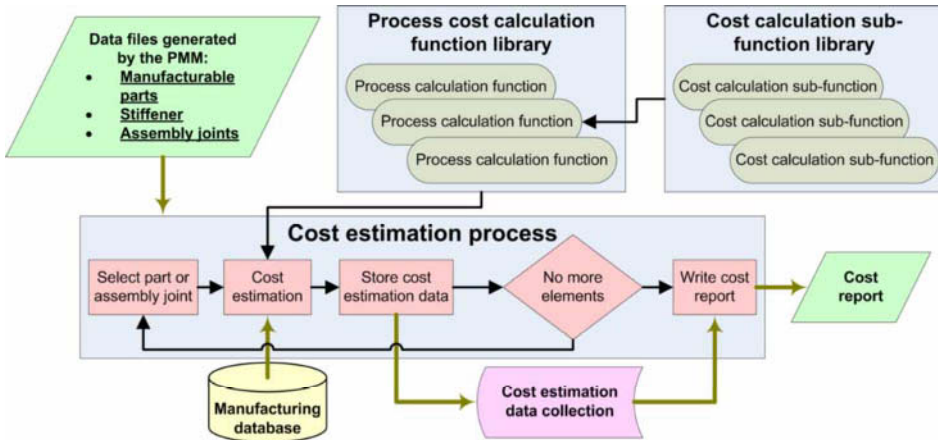 Data files generated
by the PMM:
• Manufacturable
parts
• Stiffener
• Assembly joints
Process cost calculation
function library
Process calculation function
Process calculation function
Process calculation function
Cost calculation sub-
function library
Cost calculation sub-function
Cost calculation sub-function
Cost calculation sub-function
Cost estimation process
Select part or
assembly joint
Cost
estimation
Store cost
estimation data
No more
elements
Write cost
report
Cost
report
Manufacturing
database
Cost estimation
data collection